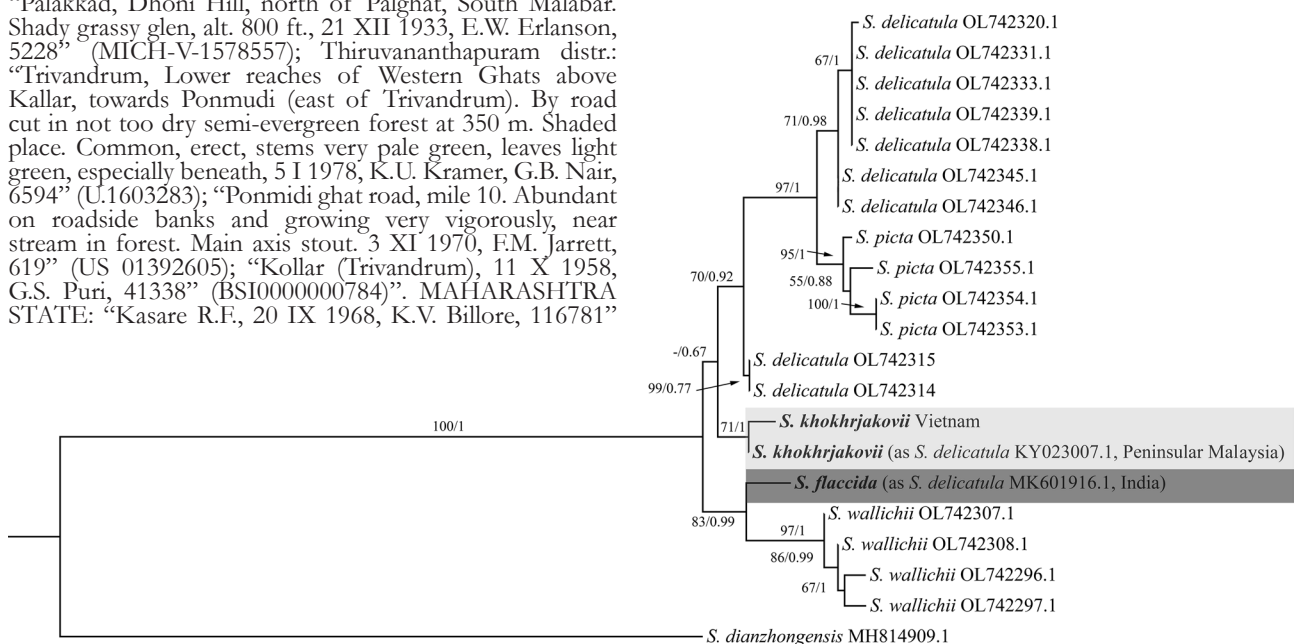 “Palakkad, Dhoni Hill, north of Palghat, South Malabar.
Shady grassy glen, alt. 800 ft., 21 XII 1933, E.W. Erlanson,
5228” (MICH-V-1578557); Thiruvananthapuram distr.:
“Trivandrum, Lower reaches of Western Ghats above
Kallar, towards Ponmudi (east of Trivandrum). By road
cut in not too dry semi-evergreen forest at 350 m. Shaded
place. Common, erect, stems very pale green, leaves light
green, especially beneath, 5 I 1978, K.U. Kramer, G.B. Nair,
6594” (U.1603283); “Ponmidi ghat road, mile 10. Abundant
on roadside banks and growing very vigorously, near
stream in forest. Main axis stout. 3 XI 1970, F.M. Jarrett,
619” (US 01392605); “Kollar (Trivandrum), 11 X 1958,
G.S. Puri, 41338” (BSI0000000784)”. MAHARASHTRA
STATE: “Kasare R.F., 20 IX 1968, K.V. Billore, 116781”
S. delicatula OL742320.1
S. delicatula OL742331.1
67/1
S. delicatula OL742333.1
S. delicatula OL742339.1
71/0.98
S. delicatula OL742338.1
S. delicatula OL742345.1
97/1
S. delicatula OL742346.1
S. picta OL742350.1
95/1
S. picta OL742355.1
70/0.92
55/0.88
S. picta OL742354.1
100/1
S. picta OL742353.1
-/0.67
S. delicatula OL742315
99/0.77
S. delicatula OL742314
S. khokhrjakovii Vietnam
100/1
71/1
S. khokhrjakovii (as S. delicatula KY023007.1, Peninsular Malaysia)
S. flaccida (as S. delicatula MK601916.1, India)
S. wallichii OL742307.1
83/0.99
97/1
S. wallichii OL742308.1
86/0.99
S. wallichii OL742296.1
67/1
S. wallichii OL742297.1
S. dianzhongensis MH814909.1